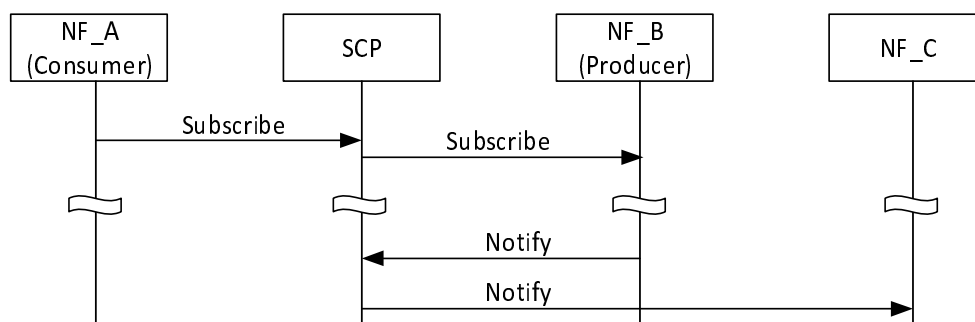 NF_A
(Consumer)
SCP
NF_B
(Producer)
NF_C
Subscribe
Subscribe
Notify
Notify